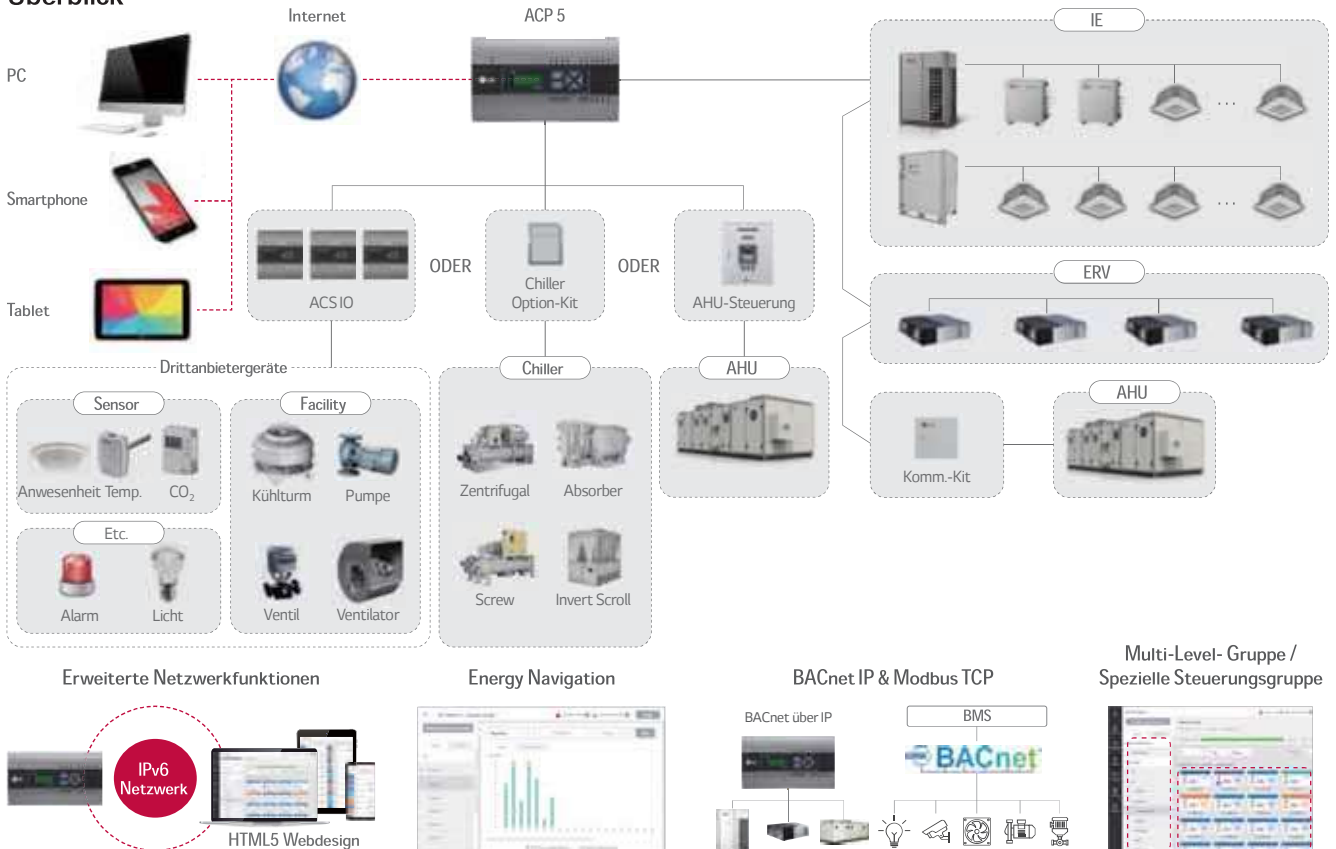 Überblick
Internet
ACP 5
IE
PC
Smartphone
Tablet
ACS IO
ODER
Chiller
Option-Kit
ODER
AHU-Steuerung
ERV
Drittanbietergeräte
Sensor
Anwesenheit Temp. CO₂
Etc.
Alarm
Licht
Facility
Kühlturm
Pumpe
Ventil
Ventilator
Chiller
Zentrifugal
Absorber
Screw
Invert Scroll
AHU
Komm.-Kit
AHU
Erweiterte Netzwerkfunktionen
IPv6
Netzwerk
HTML5 Webdesign
Energy Navigation
BACnet IP & Modbus TCP
BACnet über IP
BMS
BACnet
Multi-Level- Gruppe /
Spezielle Steuerungsgruppe